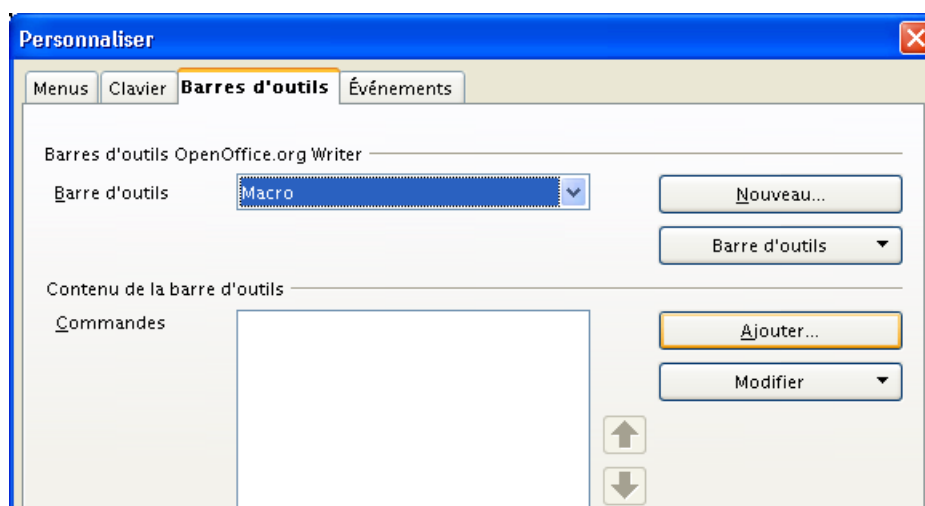 Personnaliser
Menus Clavier Barres d'outils Événements
Barres d'outils OpenOffice.org Writer
Barre d'outils Macro Nouveau...
Barre d'outils
Contenu de la barre d'outils
Commandes Ajouter...
Modifier